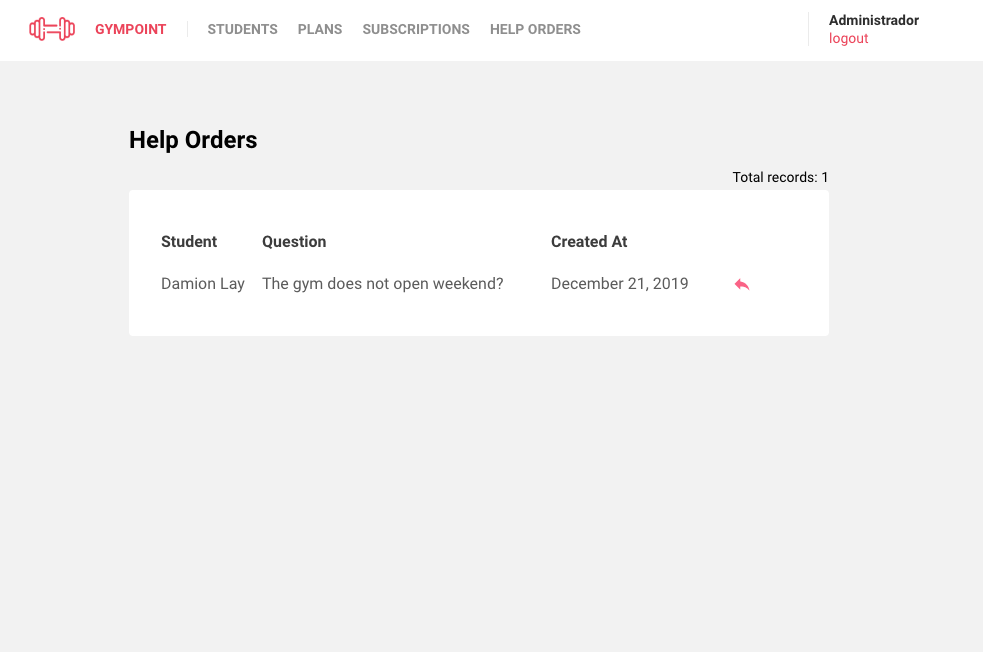 GYMPOINT STUDENTS PLANS SUBSCRIPTIONS HELP ORDERS Administrador
logout
Help Orders
Total records: 1
Student Question Created At
Damion Lay The gym does not open weekend? December 21, 2019